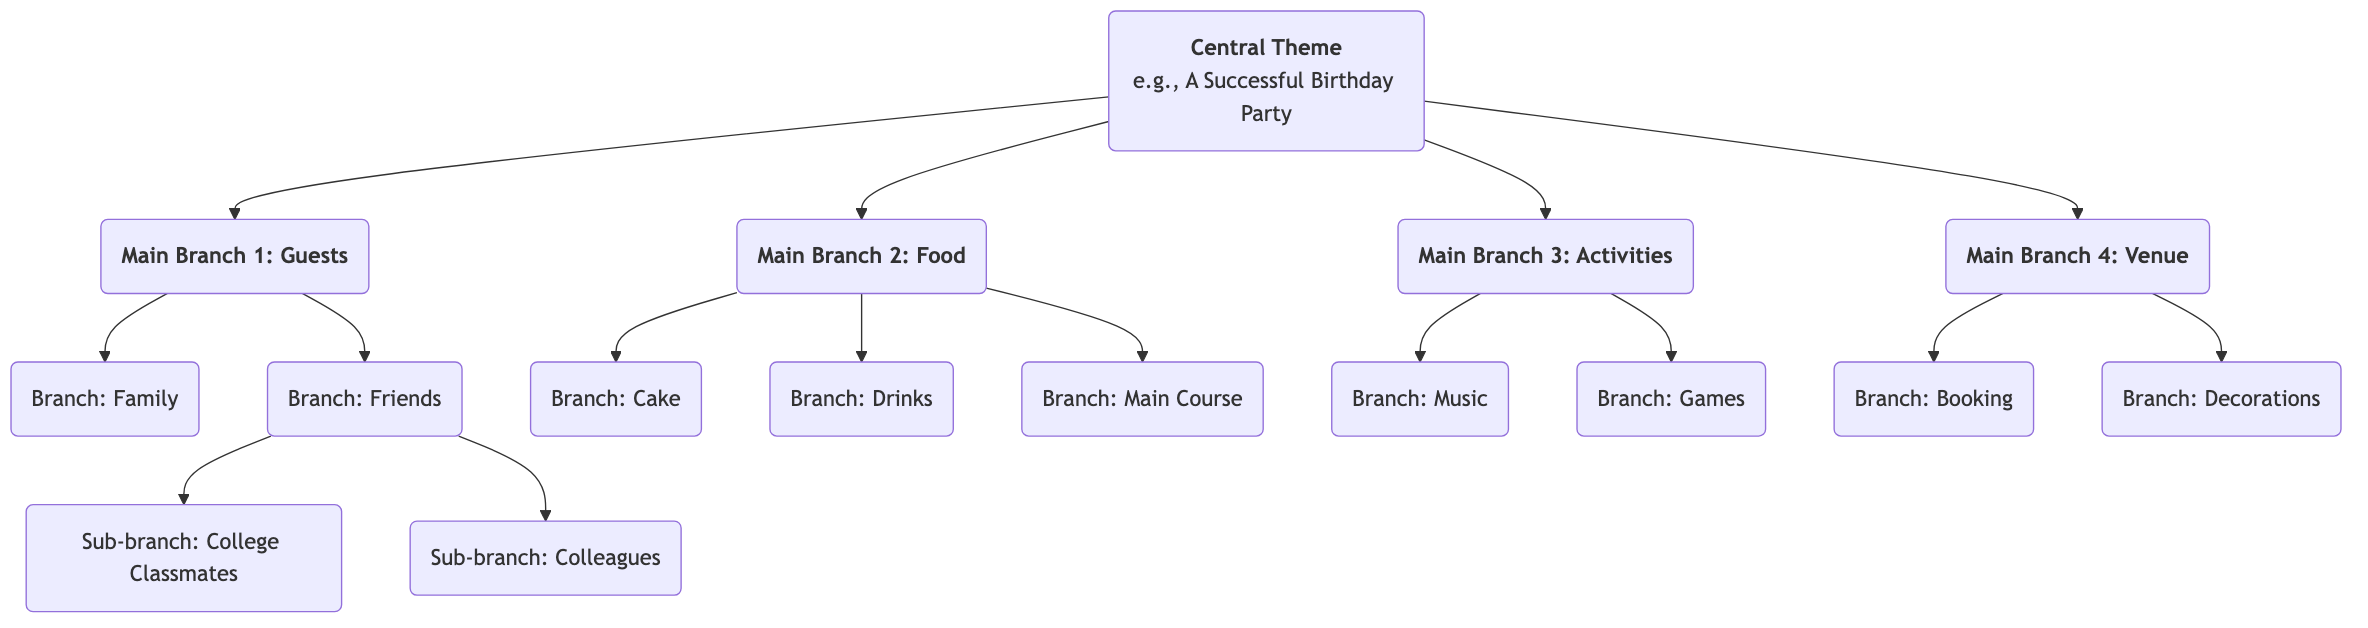 Central Theme
e.g., A Successful Birthday
Party
Main Branch 1: Guests
Main Branch 2: Food
Main Branch 3: Activities
Main Branch 4: Venue
Branch: Family
Branch: Friends
Branch: Cake
Branch: Drinks
Branch: Main Course
Branch: Music
Branch: Games
Branch: Booking
Branch: Decorations
Sub-branch: College
Classmates
Sub-branch: Colleagues